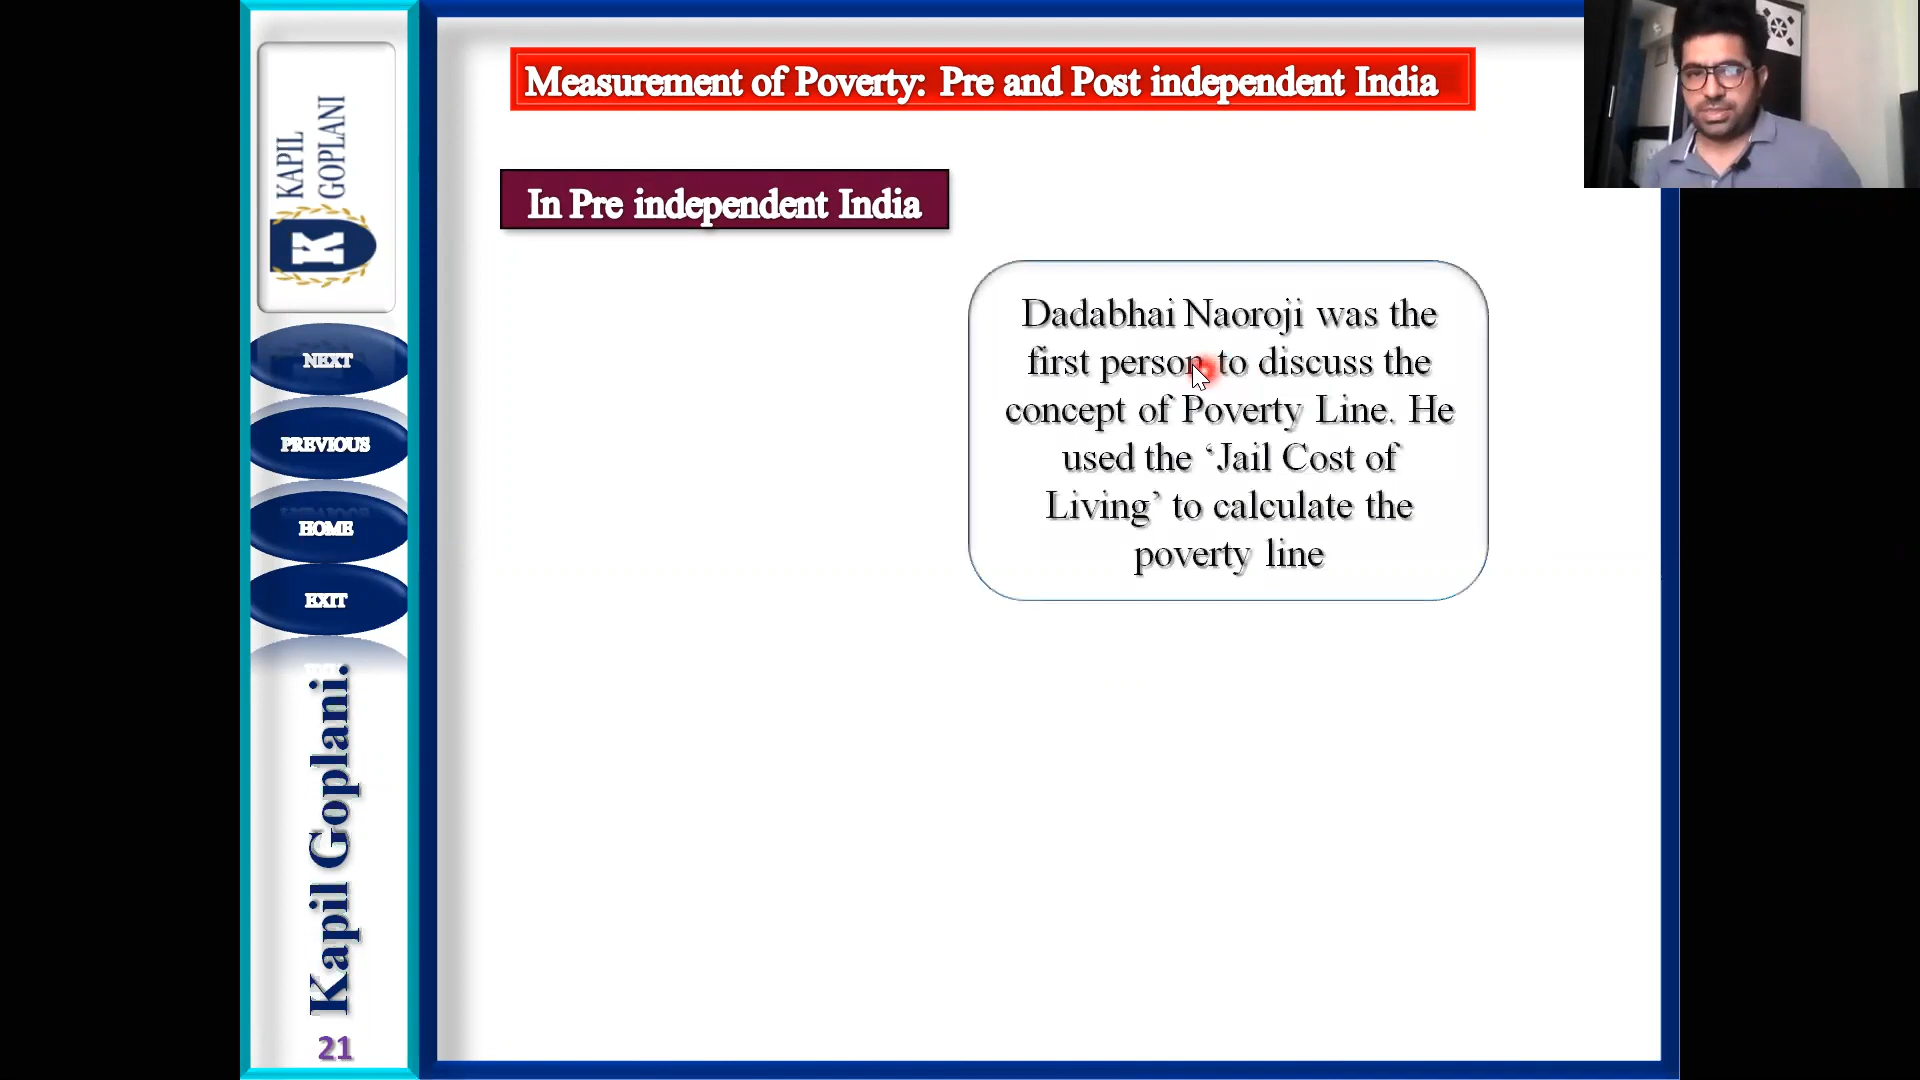 Measurement of Poverty: Pre and Post independent India
In Pre independent India
Dadabhai Naoroji was the
first person to discuss the
concept of Poverty Line. He
used the ‘Jail Cost of
Living’ to calculate the
poverty line
KAPIL
GOPLANI
K
NEXT
PREVIOUS
HOME
EXIT
Kapil Goplani.
21